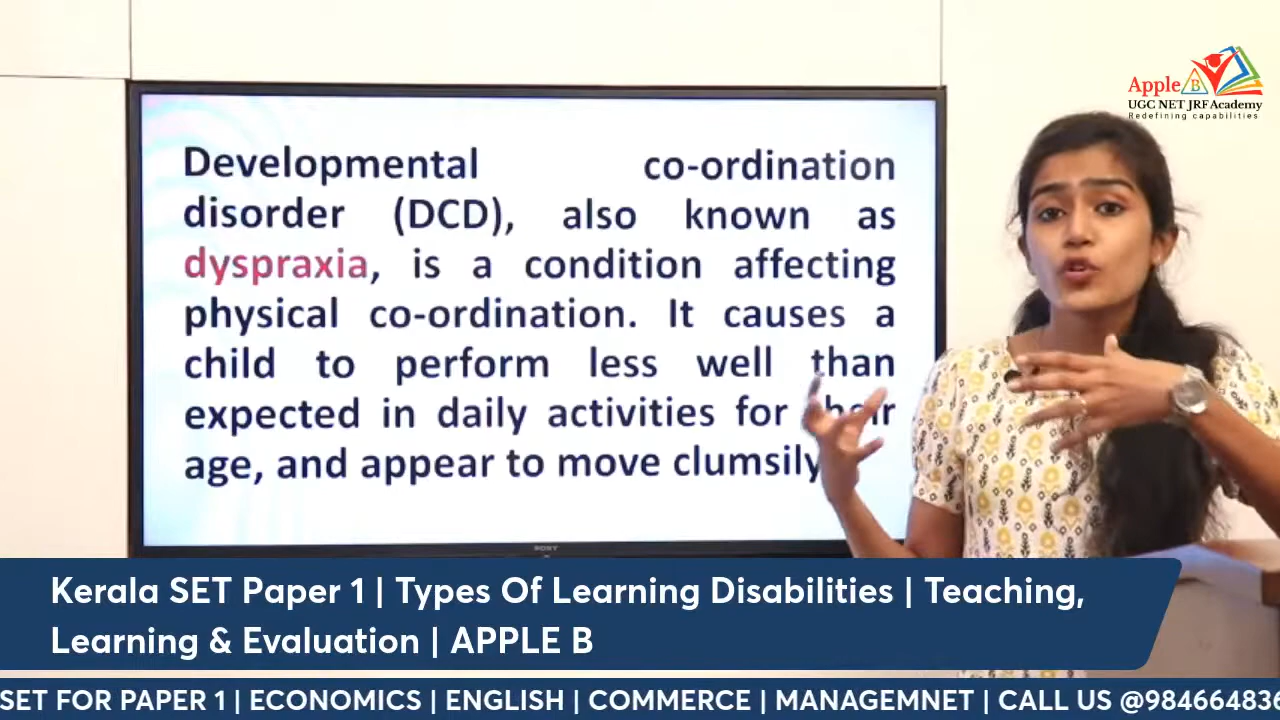 Apple B
UGC NET JRF Academy
Redefining capabilities
Developmental co-ordination
disorder (DCD), also known as
dyspraxia, is a condition affecting
physical co-ordination. It causes a
child to perform less well than
expected in daily activities for their
age, and appear to move clumsily
SONY
Kerala SET Paper 1 | Types Of Learning Disabilities | Teaching,
Learning & Evaluation | APPLE B
SET FOR PAPER 1 | ECONOMICS | ENGLISH | COMMERCE | MANAGEMNET | CALL US @98466483